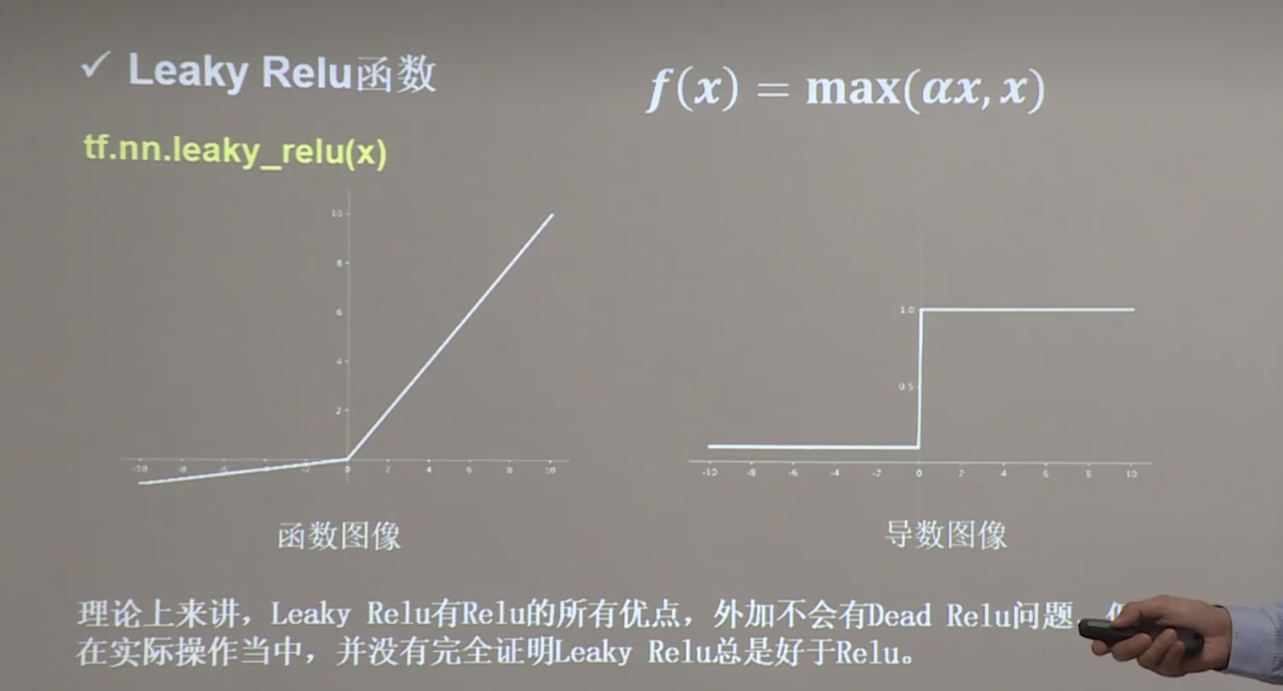 ✓ Leaky Relu函数
f(x) = max(αx, x)
tf.nn.leaky_relu(x)
10
8
6
4
2
-10 -8 -6 -4 -2 0 2 4 6 8 10
函数图像
1.0
0.5
-10 -8 -6 -4 -2 0 2 4 6 8 10
导数图像
理论上来讲，Leaky Relu有Relu的所有优点，外加不会有Dead Relu问题，
在实际操作当中，并没有完全证明Leaky Relu总是好于Relu。